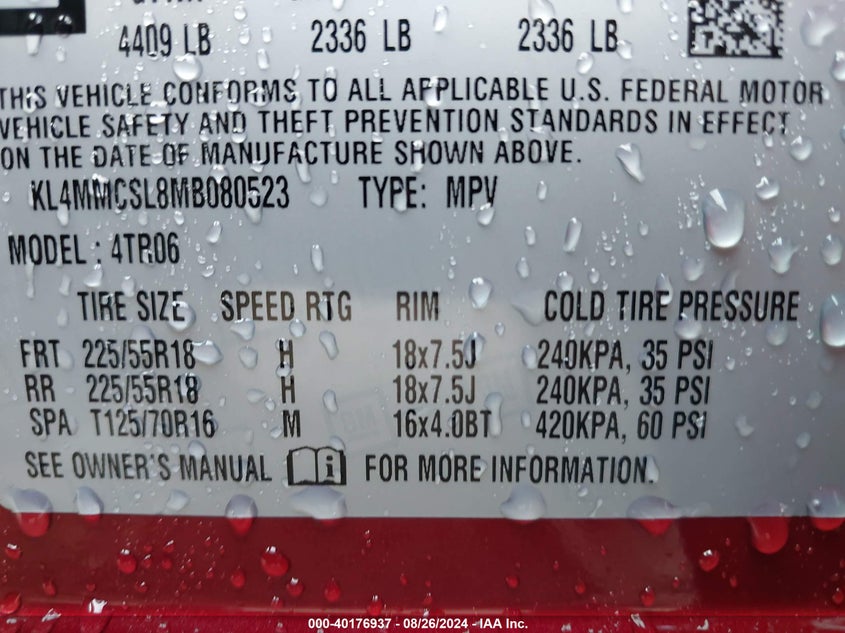 4409 LB 2336 LB 2336 LB
THIS VEHICLE CONFORMS TO ALL APPLICABLE U.S. FEDERAL MOTOR
VEHICLE SAFETY AND THEFT PREVENTION STANDARDS IN EFFECT
ON THE DATE OF MANUFACTURE SHOWN ABOVE.
KL4MMCSL8MB080523 TYPE: MPV
MODEL : 4TR06
TIRE SIZE SPEED RTG RIM COLD TIRE PRESSURE
FRT 225/55R18 H 18x7.5J 240KPA, 35 PSI
RR 225/55R18 H 18x7.5J 240KPA, 35 PSI
SPA T125/70R16 M 16x4.0BT 420KPA, 60 PSI
SEE OWNER'S MANUAL FOR MORE INFORMATION.
000-40176937 - 08/26/2024 - IAA Inc.